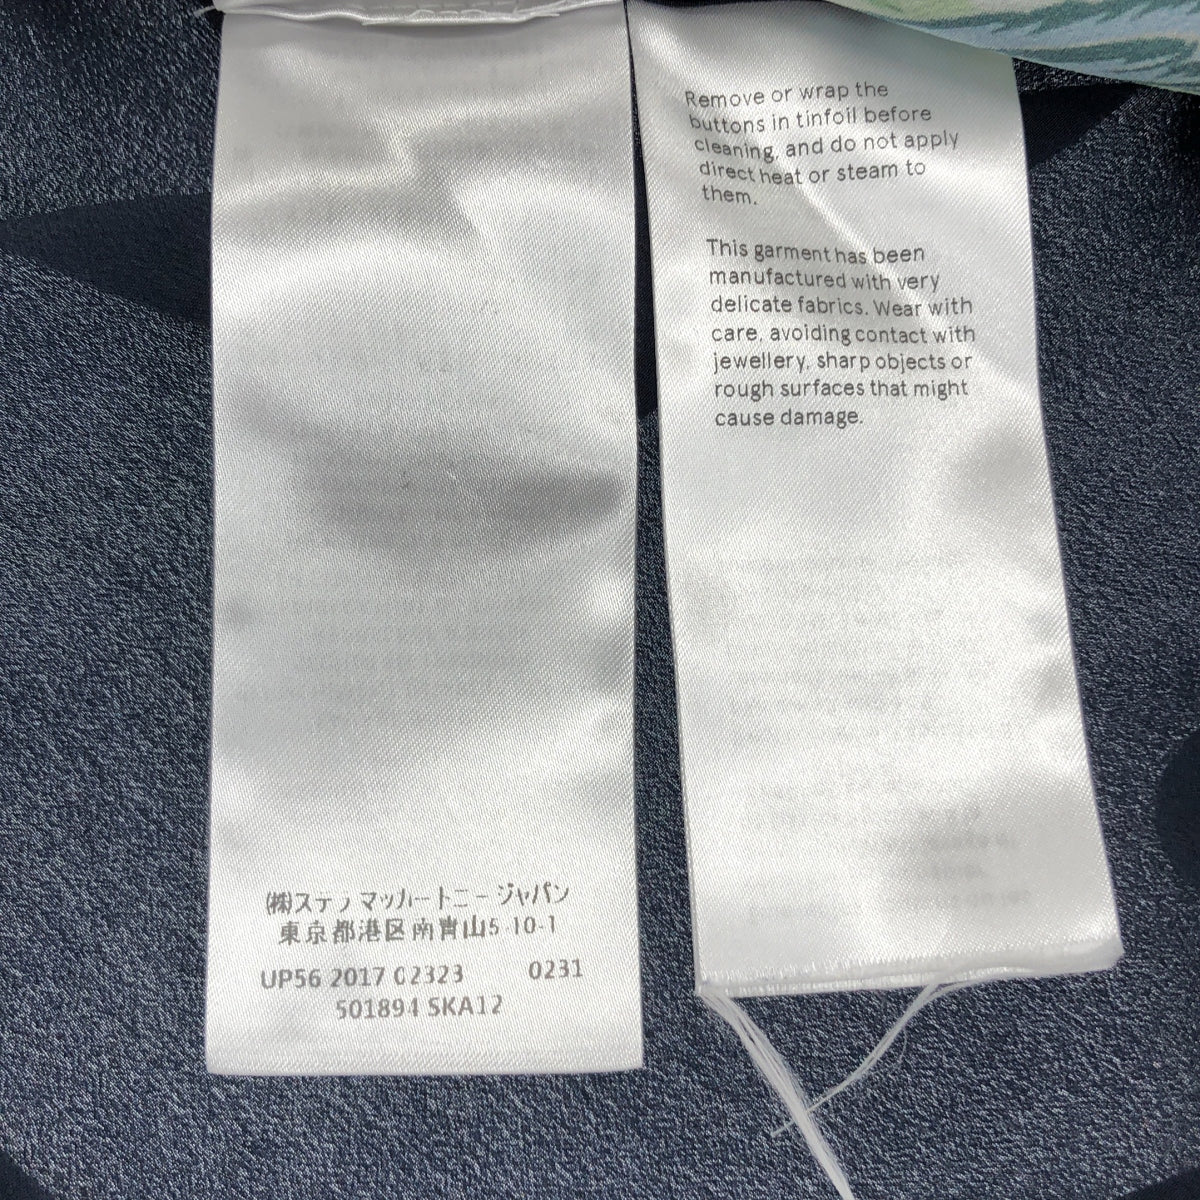 (株)ステラ マッカートニー ジャパン
東京都港区南青山5-10-1
UP56 2017 02323 0231
501894 SKA12
Remove or wrap the
buttons in tinfoil before
cleaning, and do not apply
direct heat or steam to
them.
This garment has been
manufactured with very
delicate fabrics. Wear with
care, avoiding contact with
jewellery, sharp objects or
rough surfaces that might
cause damage.